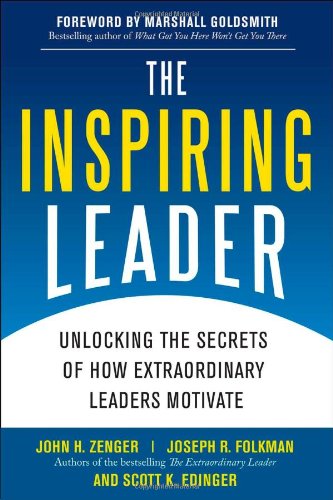 FOREWORD BY MARSHALL GOLDSMITH
Bestselling author of What Got You Here Won't Get You There
THE
INSPIRING
LEADER
UNLOCKING THE SECRETS
OF HOW EXTRAORDINARY
LEADERS MOTIVATE
JOHN H. ZENGER | JOSEPH R. FOLKMAN
Authors of the bestselling The Extraordinary Leader
AND SCOTT K. EDINGER